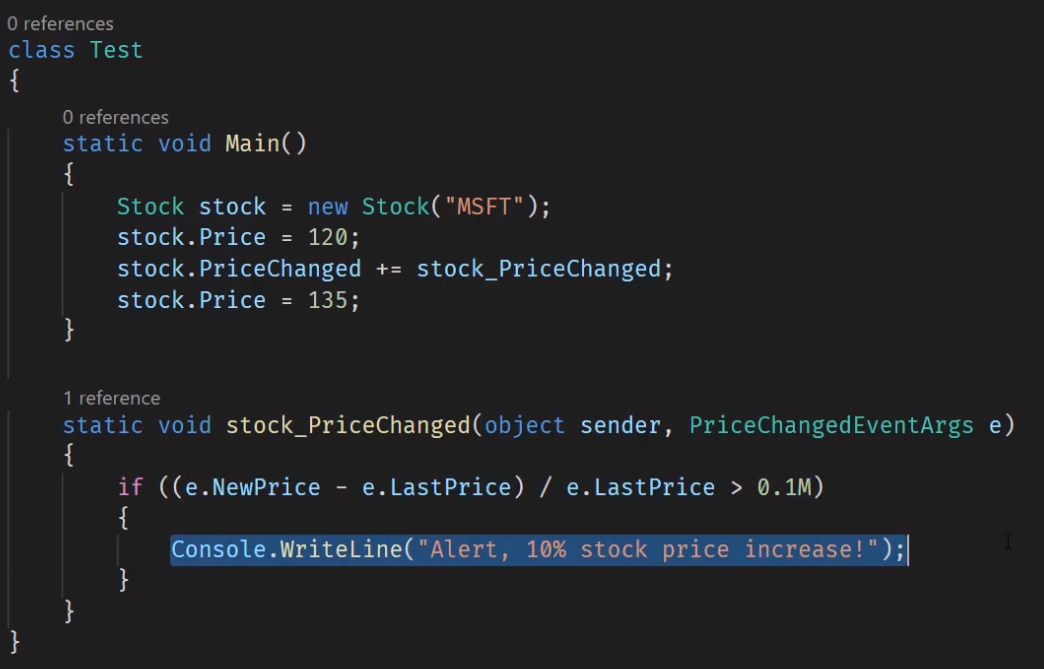 0 references
class Test
{
0 references
static void Main()
{
Stock stock = new Stock("MSFT");
stock.Price = 120;
stock.PriceChanged += stock_PriceChanged;
stock.Price = 135;
}
1 reference
static void stock_PriceChanged(object sender, PriceChangedEventArgs e)
{
if ((e.NewPrice - e.LastPrice) / e.LastPrice > 0.1M)
{
Console.WriteLine("Alert, 10% stock price increase!");
}
}
}